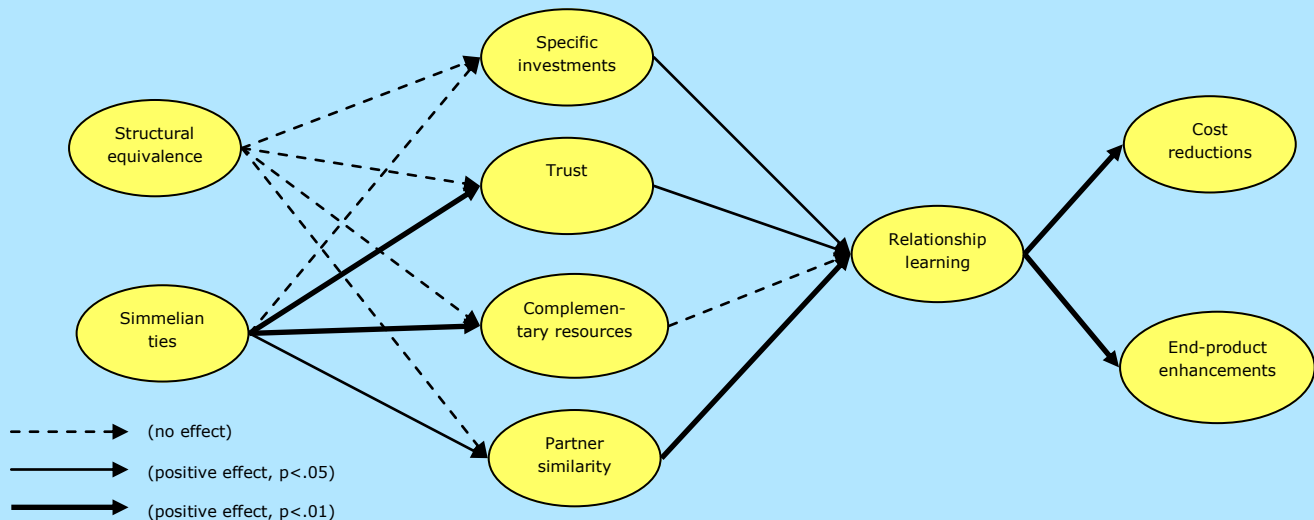 Specific
investments
Structural
equivalence
Trust
Cost
reductions
Relationship
learning
Simmelian
ties
Complemen-
tary resources
End-product
enhancements
Partner
similarity
(no effect)
(positive effect, p<.05)
(positive effect, p<.01)